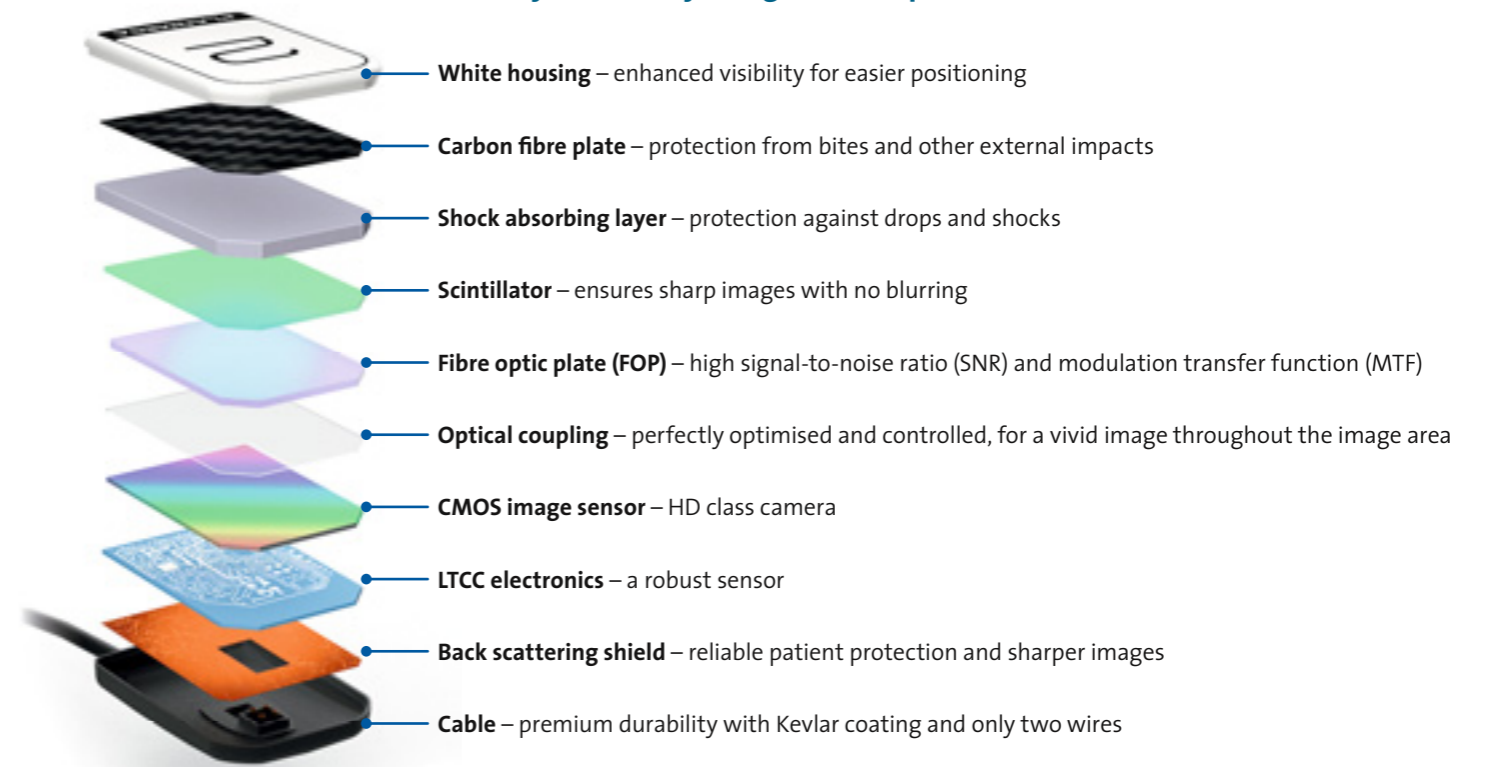 White housing – enhanced visibility for easier positioning
Carbon fibre plate – protection from bites and other external impacts
Shock absorbing layer – protection against drops and shocks
Scintillator – ensures sharp images with no blurring
Fibre optic plate (FOP) – high signal-to-noise ratio (SNR) and modulation transfer function (MTF)
Optical coupling – perfectly optimised and controlled, for a vivid image throughout the image area
CMOS image sensor – HD class camera
LTCC electronics – a robust sensor
Back scattering shield – reliable patient protection and sharper images
Cable – premium durability with Kevlar coating and only two wires